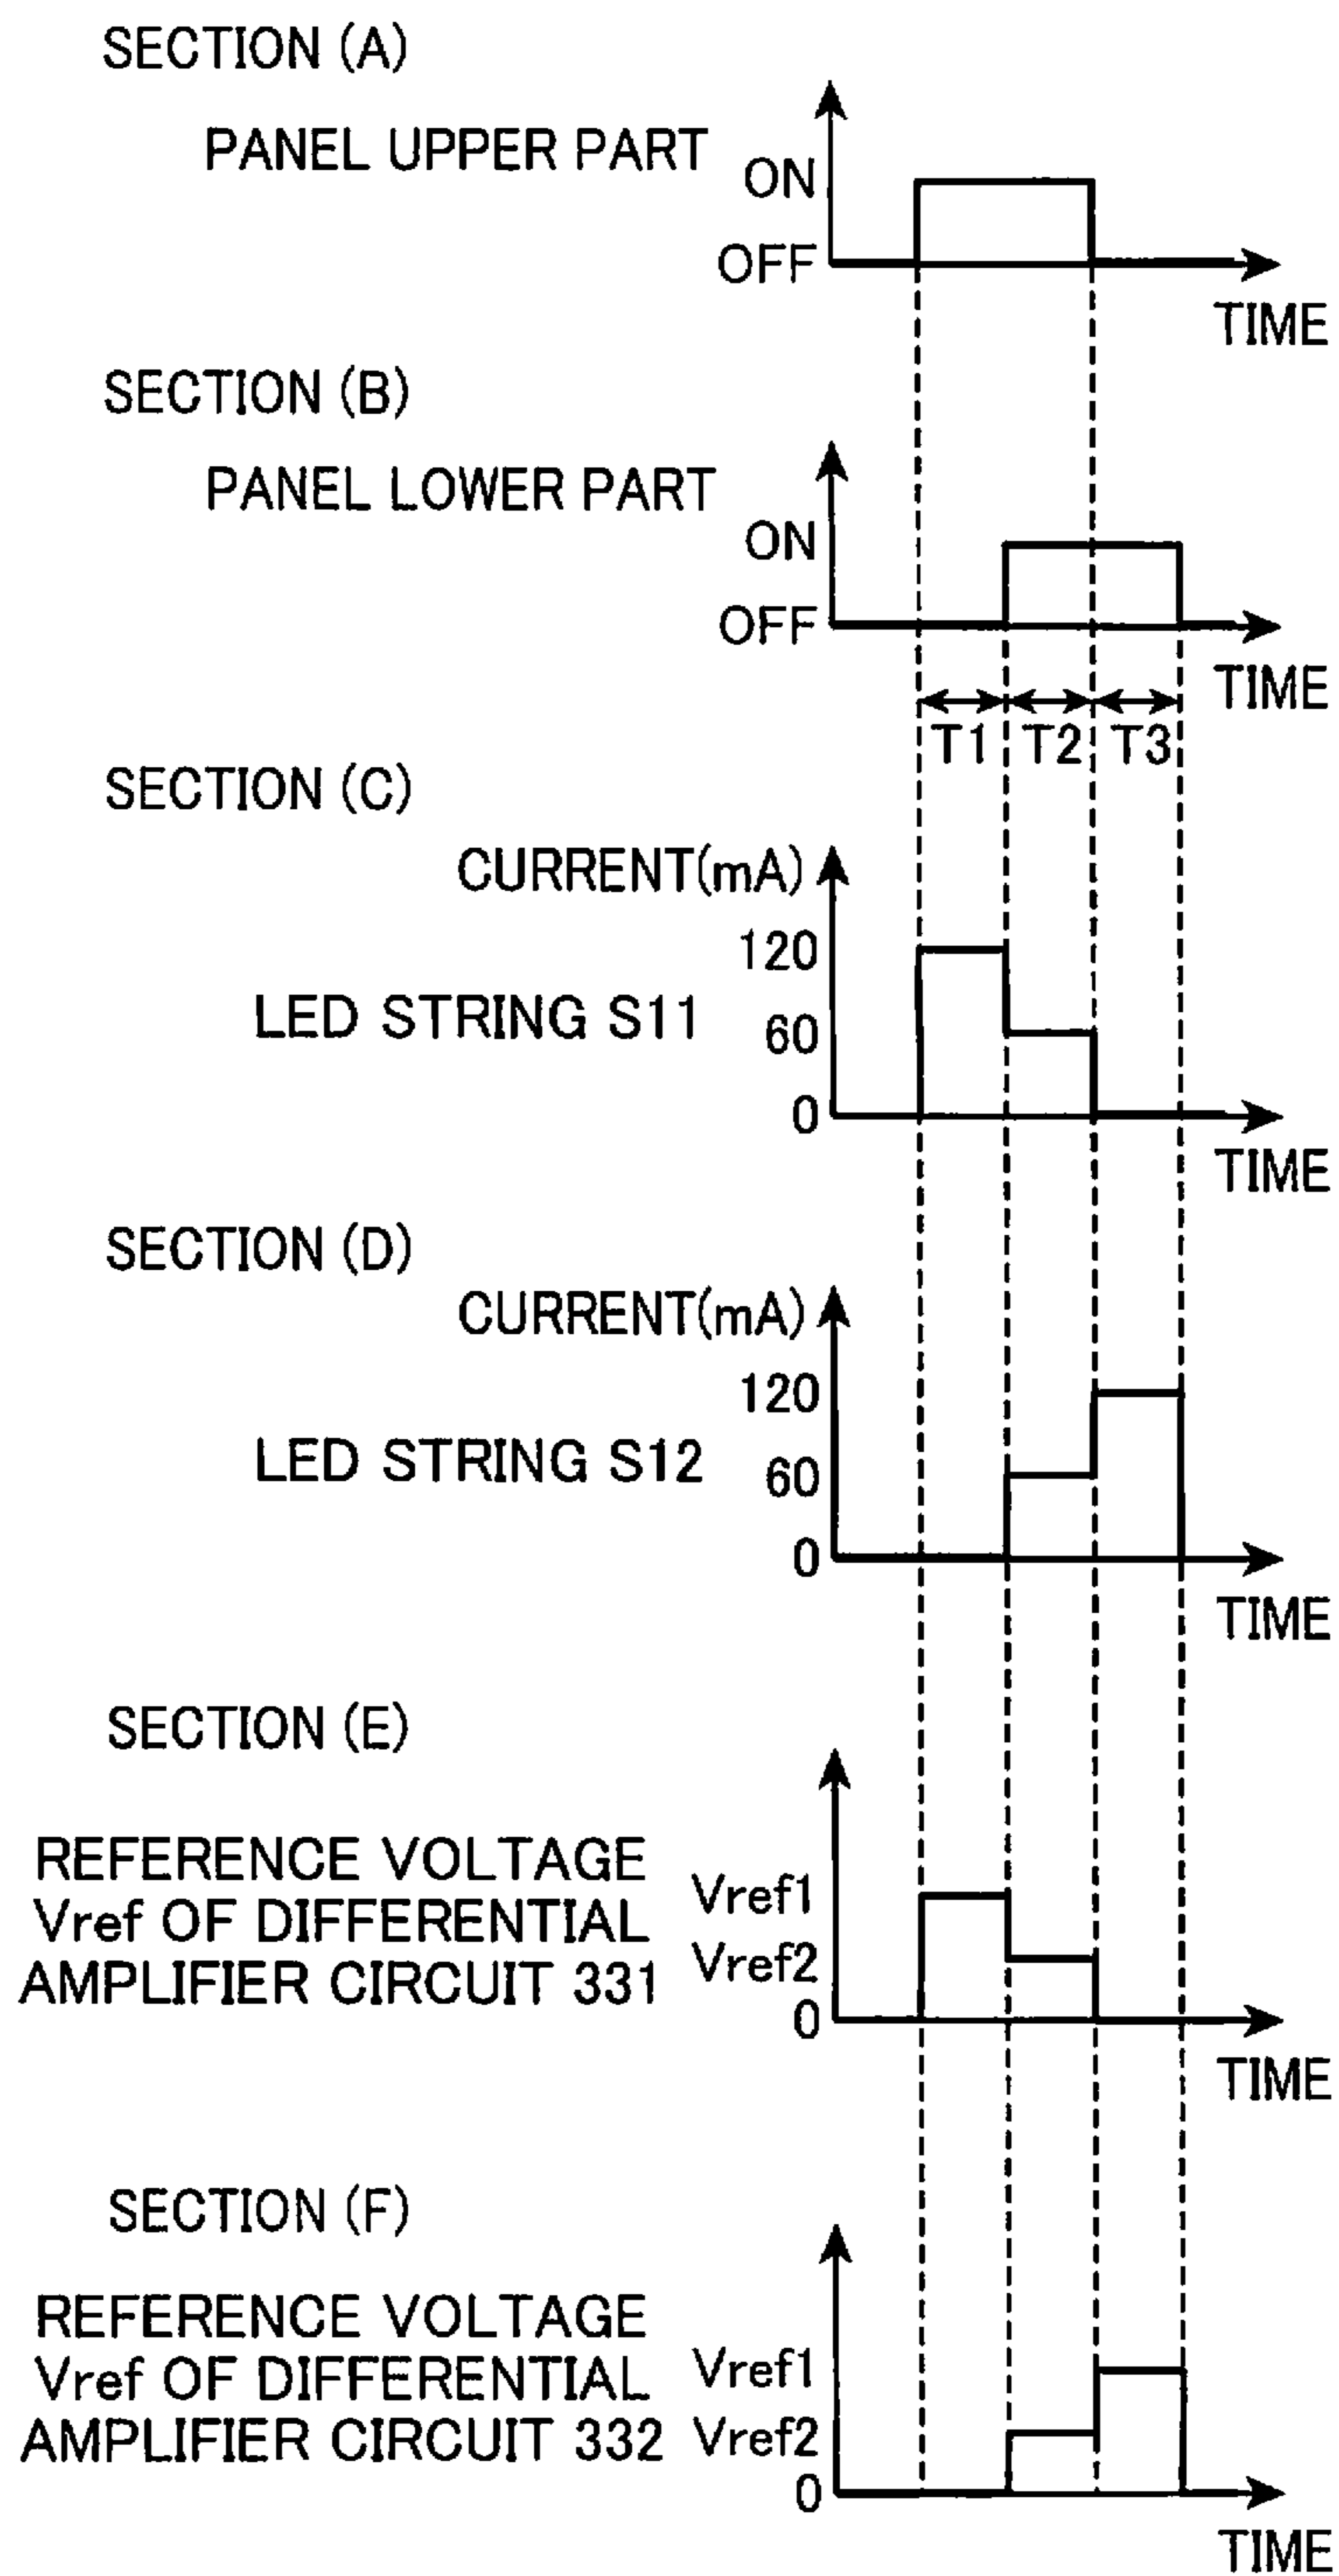 SECTION (A)
PANEL UPPER PART
ON
OFF
TIME
SECTION (B)
PANEL LOWER PART
ON
OFF
TIME
T1 T2 T3
SECTION (C)
CURRENT(mA)
120
LED STRING S11
60
0
TIME
SECTION (D)
CURRENT(mA)
120
LED STRING S12
60
0
TIME
SECTION (E)
REFERENCE VOLTAGE
Vref OF DIFFERENTIAL
AMPLIFIER CIRCUIT 331
Vref1
Vref2
0
TIME
SECTION (F)
REFERENCE VOLTAGE
Vref OF DIFFERENTIAL
AMPLIFIER CIRCUIT 332
Vref1
Vref2
0
TIME